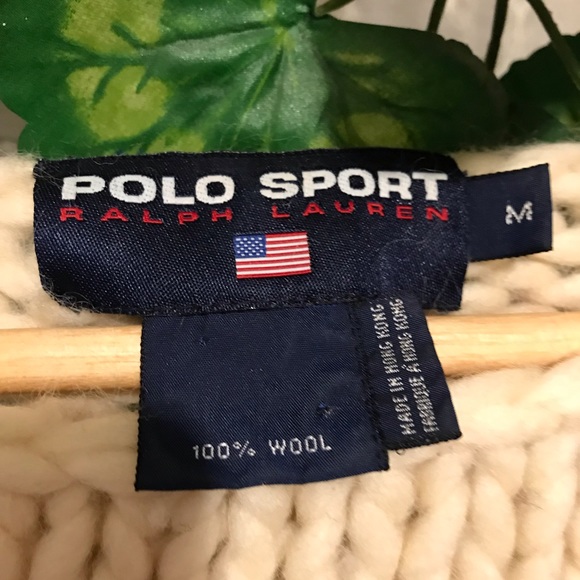 POLO SPORT
RALPH LAUREN
M
100% WOOL
MADE IN HONG KONG
FABRIQUÉ À HONG KONG